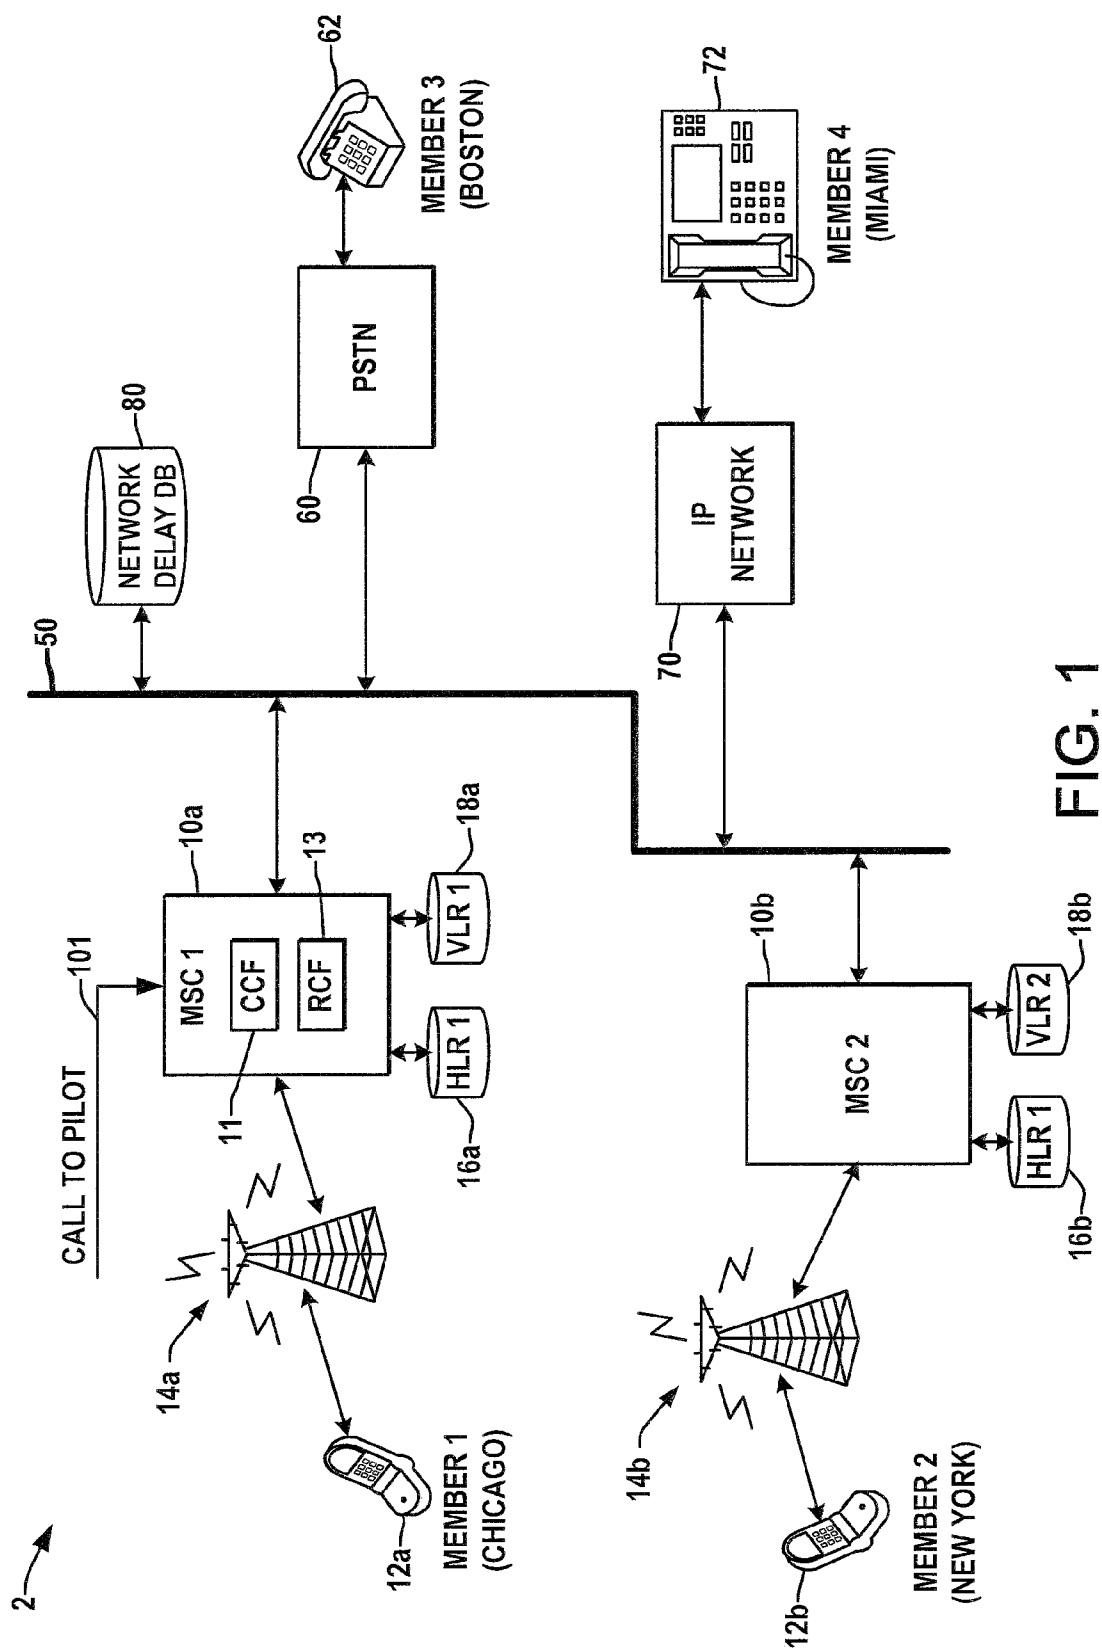 2
CALL TO PILOT
101
50
NETWORK
DELAY DB
80
14a
MSC 1
10a
CCF
11
RCF
13
60
PSTN
62
12a
MEMBER 1
(CHICAGO)
HLR 1
16a
VLR 1
18a
MEMBER 3
(BOSTON)
14b
70
IP
NETWORK
72
10b
MSC 2
12b
MEMBER 2
(NEW YORK)
HLR 1
16b
VLR 2
18b
MEMBER 4
(MIAMI)
FIG. 1